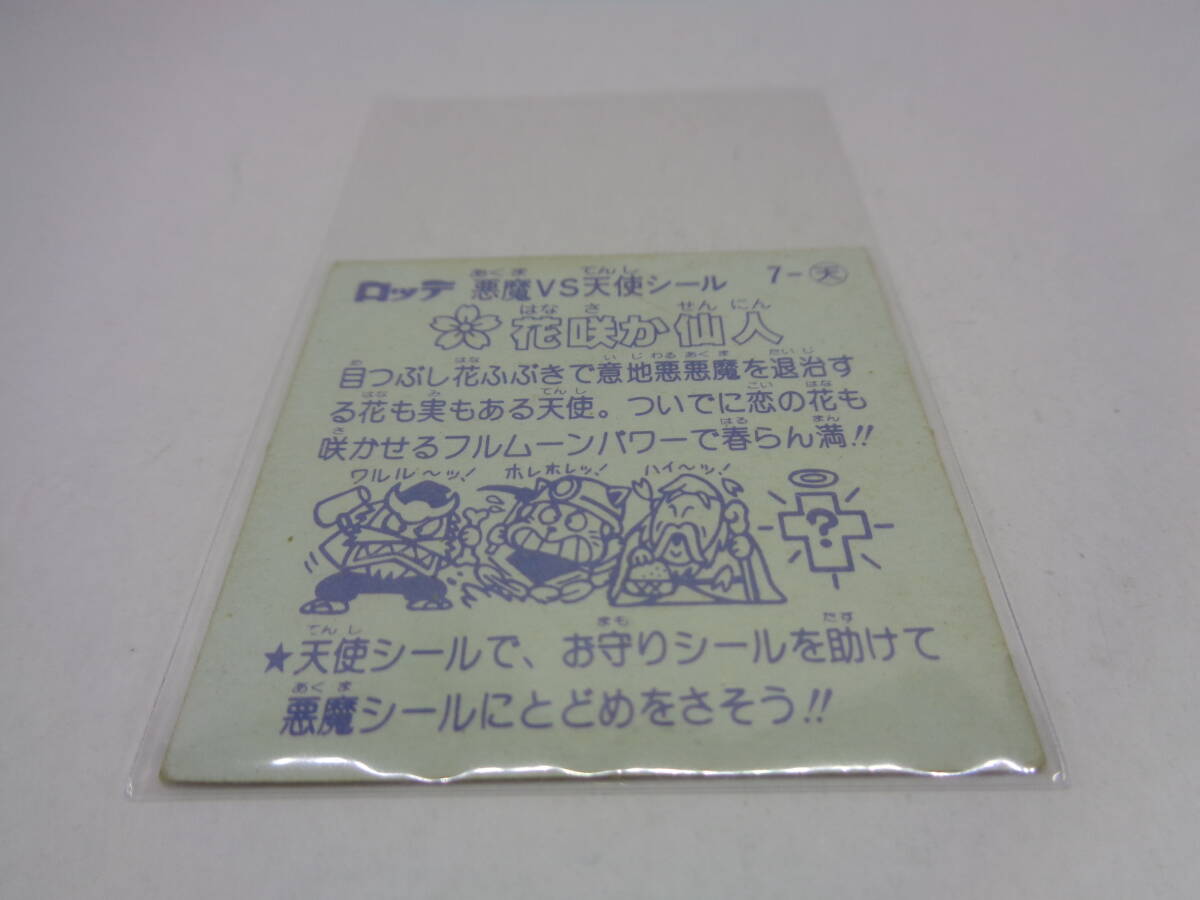 ロッテ 悪魔VS天使シール 7-天
花咲か仙人
目つぶし花ふぶきで意地悪悪魔を退治す
る花も実もある天使。ついでに恋の花も
咲かせるフルムーンパワーで春らん満!!
ワルル〜ッ! ホレホレッ! ハイ〜ッ!
?
★天使シールで、お守りシールを助けて
悪魔シールにとどめをさそう!!